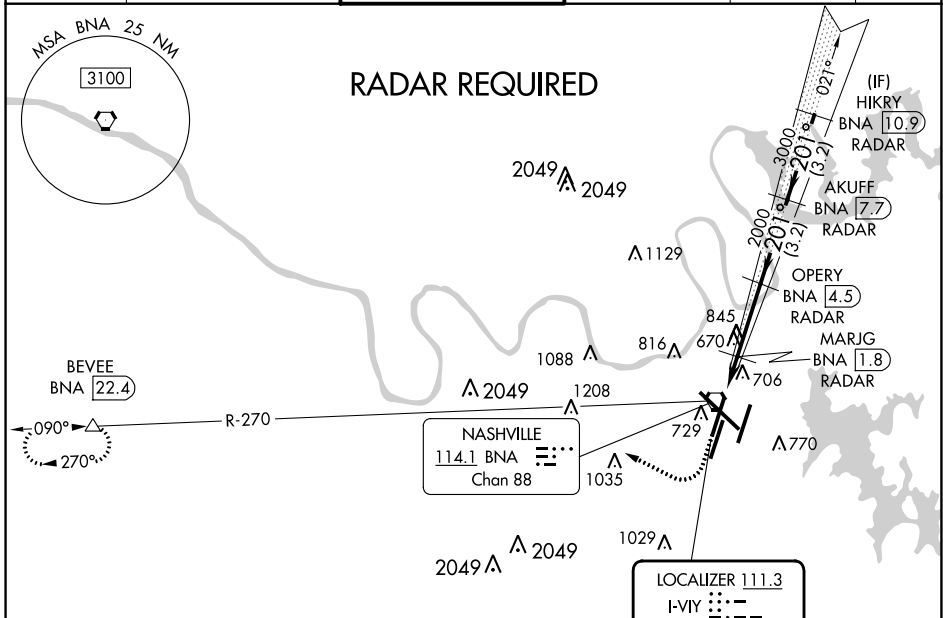 MSA BNA 25 NM
3100
RADAR REQUIRED
021°
(IF)
HIKRY
BNA 10.9
RADAR
3000
201°
(3.2)
AKUFF
BNA 7.7
RADAR
2000
201°
(3.2)
OPERY
BNA 4.5
RADAR
MARJG
BNA 1.8
RADAR
2049
2049
1129
845
670
816
1088
706
BEVEE
BNA 22.4
2049
1208
090°
R-270
270°
729
770
NASHVILLE
114.1 BNA
Chan 88
1035
1029
2049
2049
LOCALIZER 111.3
I-VIY